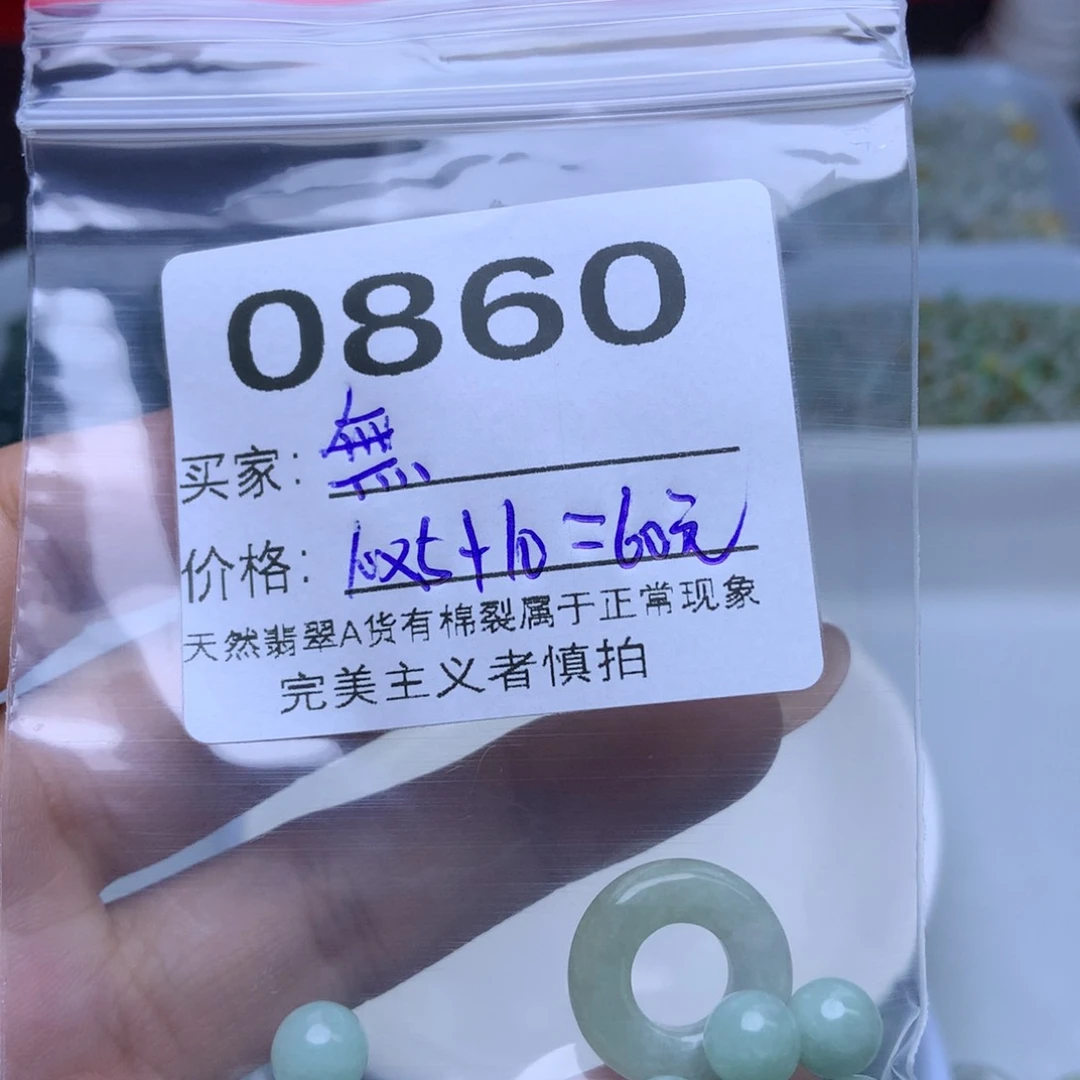 0860
买家：無
价格：10x5+10=60元
天然翡翠A货有棉裂属于正常现象
完美主义者慎拍